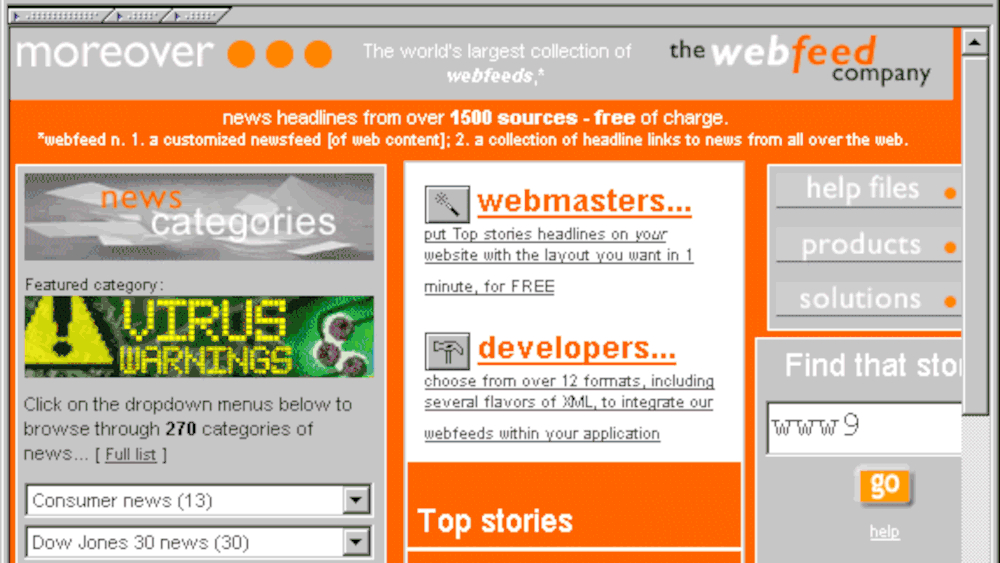 moreover
The world's largest collection of
webfeeds,*
the webfeed
company
news headlines from over 1500 sources - free of charge.
*webfeed n. 1. a customized newsfeed [of web content]; 2. a collection of headline links to news from all over the web.
news
categories
Featured category:
VIRUS
WARNINGS
Click on the dropdown menus below to
browse through 270 categories of
news... [ Full list ]
Consumer news (13)
Dow Jones 30 news (30)
webmasters...
put Top stories headlines on your
website with the layout you want in 1
minute, for FREE
developers...
choose from over 12 formats, including
several flavors of XML, to integrate our
webfeeds within your application
Top stories
help files
products
solutions
Find that
www9
go
help